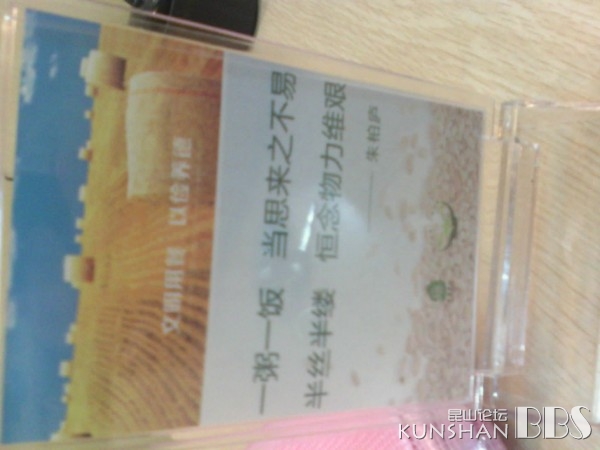 文明用餐 以俭养德
一粥一饭 当思来之不易
半丝半缕 恒念物力维艰
—— 朱柏庐
昆山论坛
KUNSHAN BBS